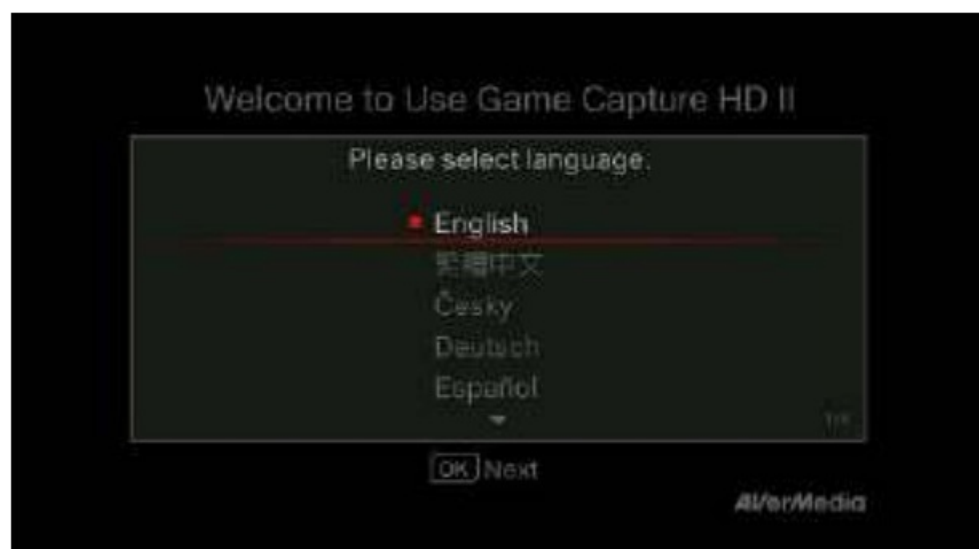 Welcome to Use Game Capture HD II
Please select language.
English
繁體中文
Česky
Deutsch
Español
OK Next
AVerMedia